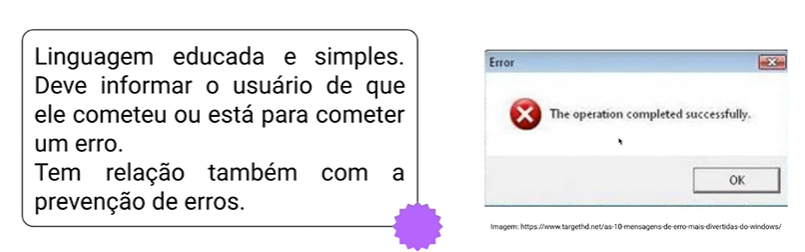 Linguagem educada e simples.
Deve informar o usuário de que
ele cometeu ou está para cometer
um erro.
Tem relação também com a
prevenção de erros.
Error
The operation completed successfully.
OK
Imagem: https://www.targethd.net/as-10-mensagens-de-erro-mais-divertidas-do-windows/